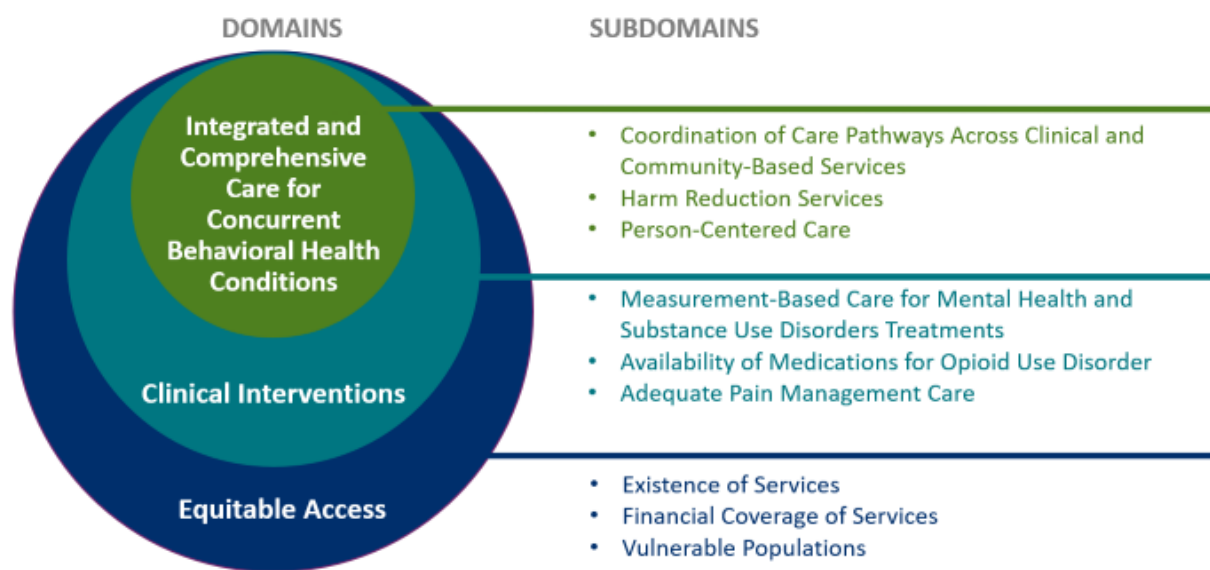 DOMAINS
SUBDOMAINS
Integrated and
Comprehensive
Care for
Concurrent
Behavioral Health
Conditions
Clinical Interventions
Equitable Access
• Coordination of Care Pathways Across Clinical and
Community-Based Services
• Harm Reduction Services
• Person-Centered Care
• Measurement-Based Care for Mental Health and
Substance Use Disorders Treatments
• Availability of Medications for Opioid Use Disorder
• Adequate Pain Management Care
• Existence of Services
• Financial Coverage of Services
• Vulnerable Populations